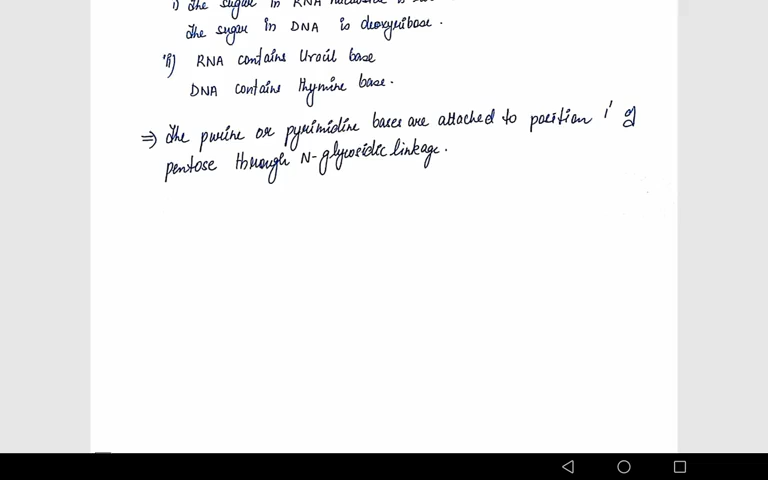 i) The sugar in RNA
The sugar in DNA is deoxyribose.
ii) RNA contains Uracil base
DNA contains thymine base.
⇒ The purine or pyrimidine bases are attached to position 1' of
pentose through N-glycosidic linkage.